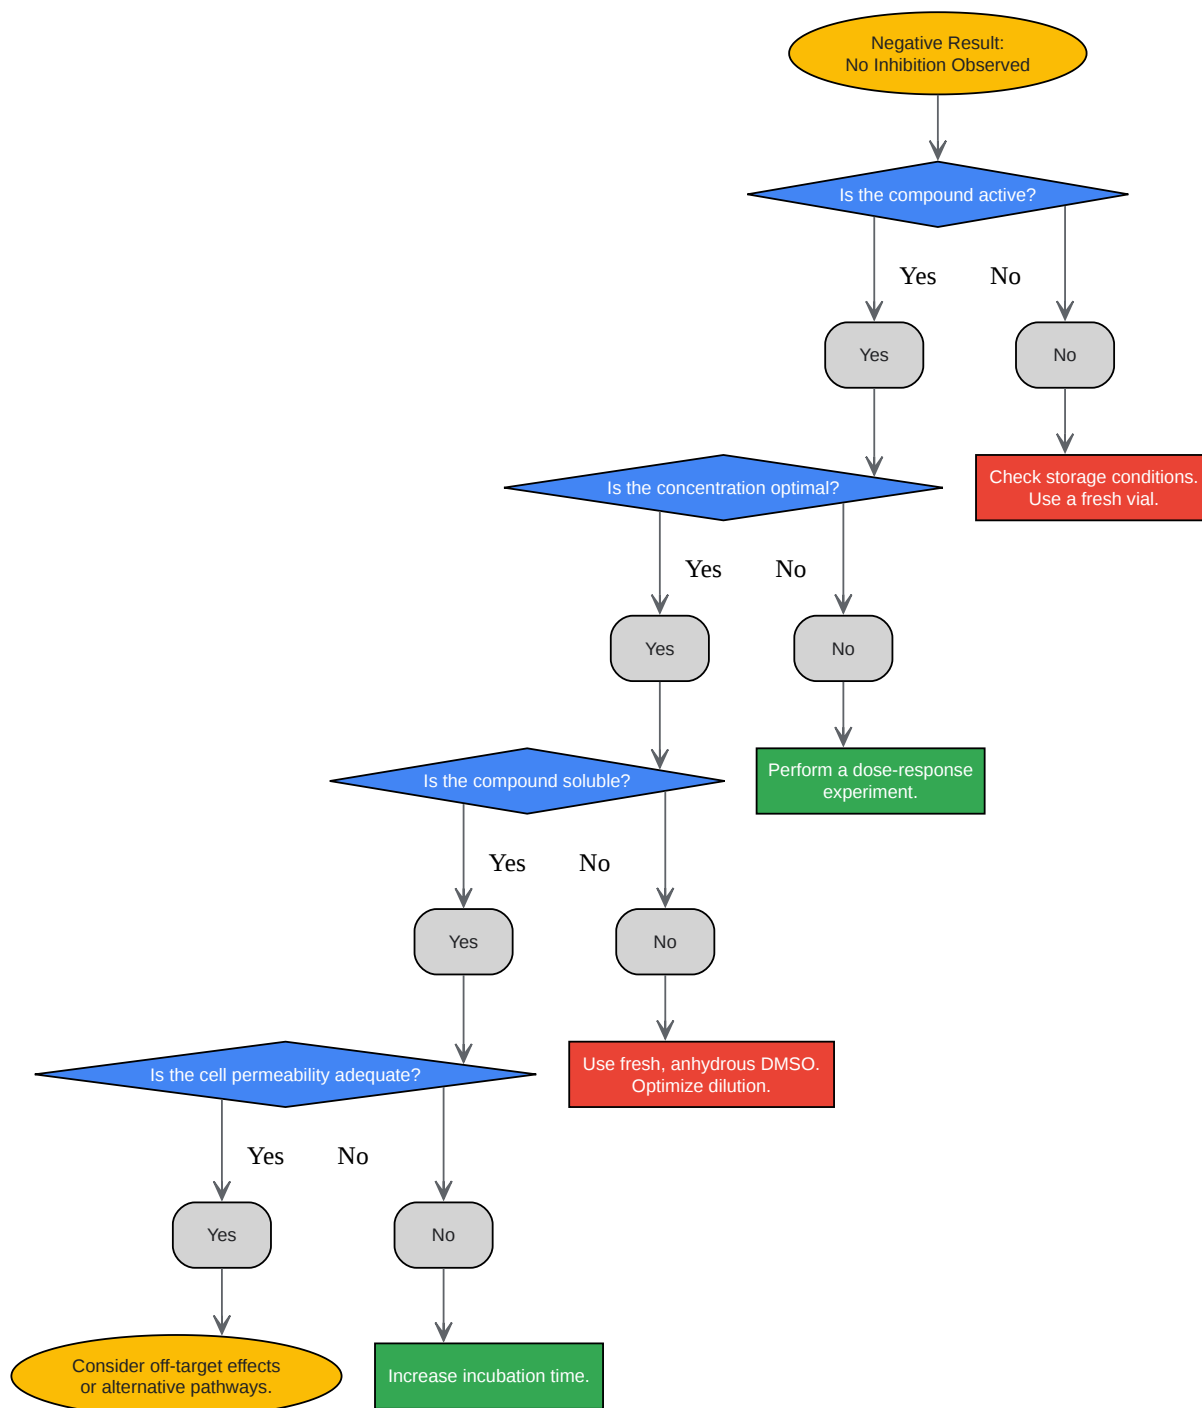 Negative Result:
No Inhibition Observed
Is the compound active?
Yes
No
Yes
No
Is the concentration optimal?
Check storage conditions.
Use a fresh vial.
Yes
No
Yes
No
Is the compound soluble?
Perform a dose-response
experiment.
Yes
No
Yes
No
Is the cell permeability adequate?
Use fresh, anhydrous DMSO.
Optimize dilution.
Yes
No
Yes
No
Consider off-target effects
or alternative pathways.
Increase incubation time.